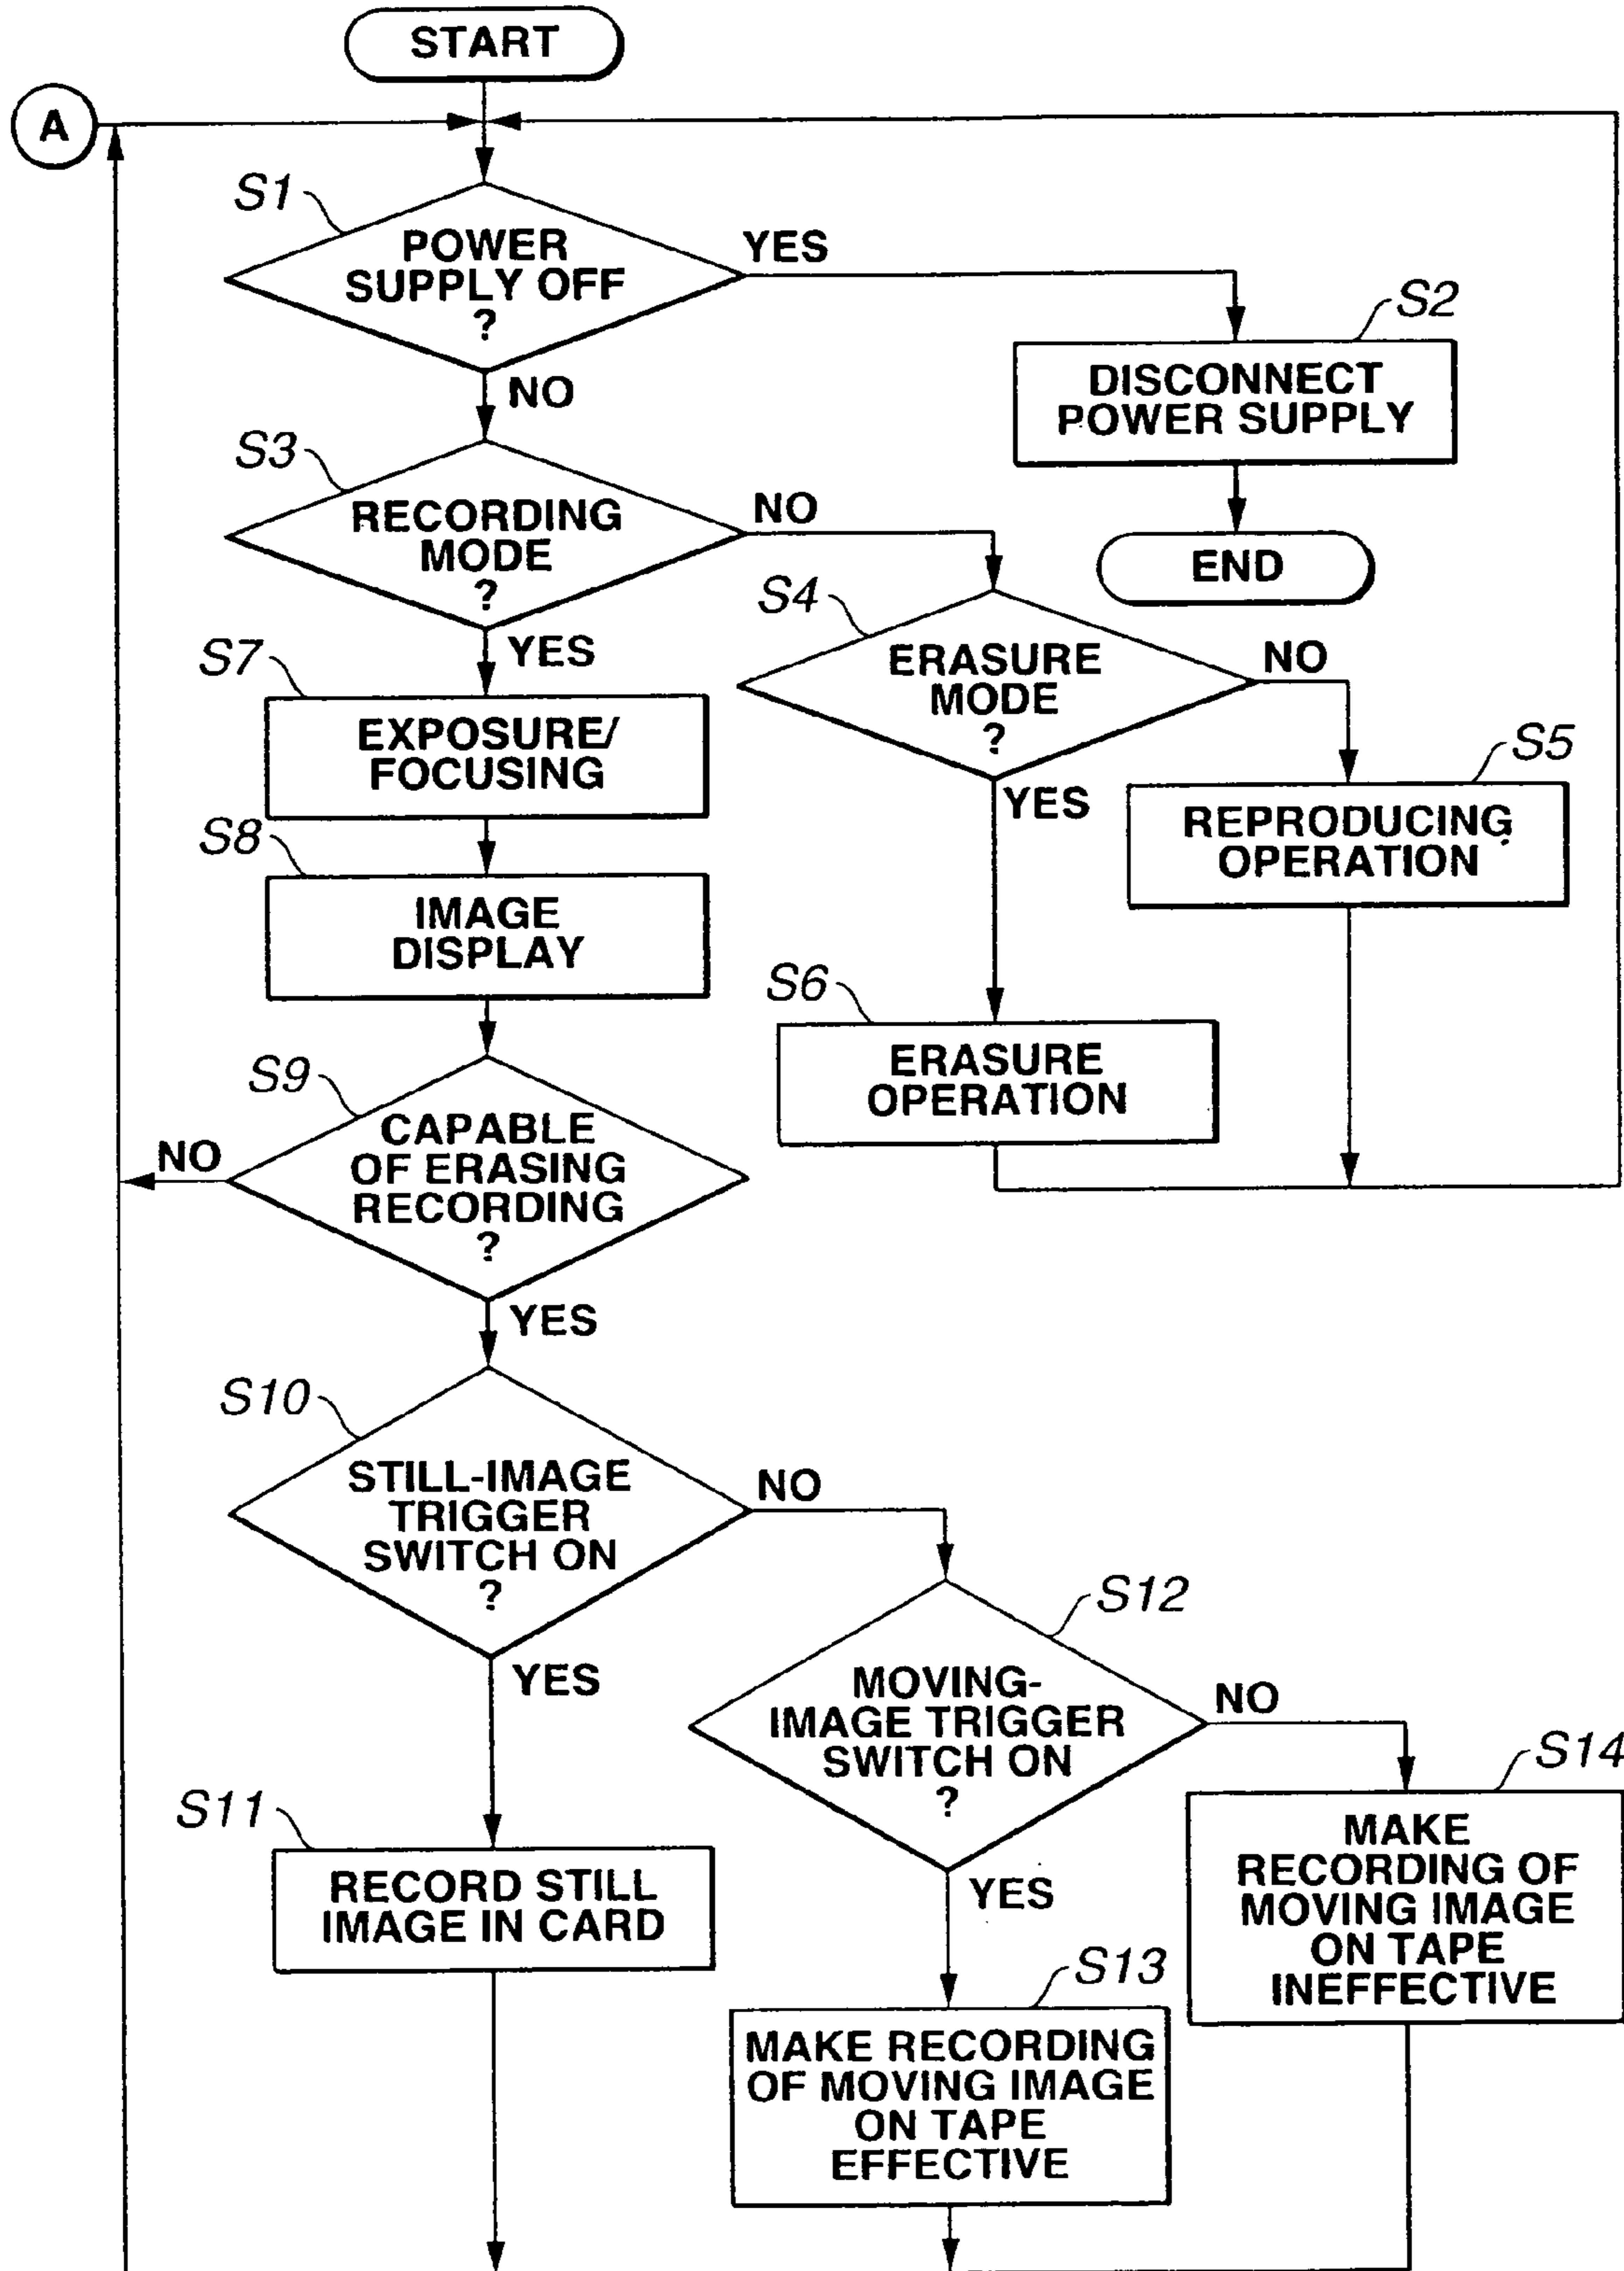 START
A
S1
POWER
SUPPLY OFF
?
YES
NO
S2
DISCONNECT
POWER SUPPLY
END
S3
RECORDING
MODE
?
NO
YES
S4
ERASURE
MODE
?
NO
YES
S5
REPRODUCING
OPERATION
S6
ERASURE
OPERATION
S7
EXPOSURE/
FOCUSING
S8
IMAGE
DISPLAY
S9
CAPABLE
OF ERASING
RECORDING
?
NO
YES
S10
STILL-IMAGE
TRIGGER
SWITCH ON
?
NO
YES
S11
RECORD STILL
IMAGE IN CARD
S12
MOVING-
IMAGE TRIGGER
SWITCH ON
?
NO
YES
S13
MAKE RECORDING
OF MOVING IMAGE
ON TAPE
EFFECTIVE
S14
MAKE
RECORDING OF
MOVING IMAGE
ON TAPE
INEFFECTIVE